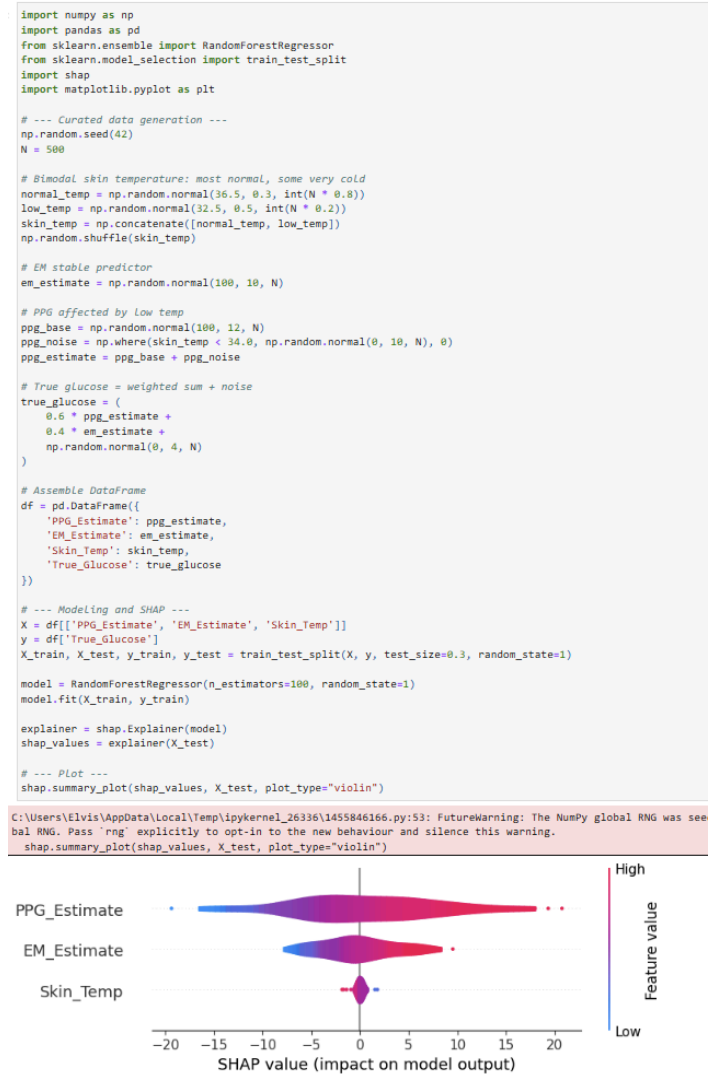 import numpy as np
import pandas as pd
from sklearn.ensemble import RandomForestRegressor
from sklearn.model_selection import train_test_split
import shap
import matplotlib.pyplot as plt

# --- Curated data generation ---
np.random.seed(42)
N = 500

# Bimodal skin temperature: most normal, some very cold
normal_temp = np.random.normal(36.5, 0.3, int(N * 0.8))
low_temp = np.random.normal(32.5, 0.5, int(N * 0.2))
skin_temp = np.concatenate([normal_temp, low_temp])
np.random.shuffle(skin_temp)

# EM stable predictor
em_estimate = np.random.normal(100, 10, N)

# PPG affected by low temp
ppg_base = np.random.normal(100, 12, N)
ppg_noise = np.where(skin_temp < 34.0, np.random.normal(0, 10, N), 0)
ppg_estimate = ppg_base + ppg_noise

# True glucose = weighted sum + noise
true_glucose = (
    0.6 * ppg_estimate +
    0.4 * em_estimate +
    np.random.normal(0, 4, N)
)

# Assemble DataFrame
df = pd.DataFrame({
    'PPG_Estimate': ppg_estimate,
    'EM_Estimate': em_estimate,
    'Skin_Temp': skin_temp,
    'True_Glucose': true_glucose
})

# --- Modeling and SHAP ---
X = df[['PPG_Estimate', 'EM_Estimate', 'Skin_Temp']]
y = df['True_Glucose']
X_train, X_test, y_train, y_test = train_test_split(X, y, test_size=0.3, random_state=1)

model = RandomForestRegressor(n_estimators=100, random_state=1)
model.fit(X_train, y_train)

explainer = shap.Explainer(model)
shap_values = explainer(X_test)

# --- Plot ---
shap.summary_plot(shap_values, X_test, plot_type="violin")
C:\Users\Elvis\AppData\Local\Temp\ipykernel_26336\1455846166.py:53: FutureWarning: The NumPy global RNG was see
bal RNG. Pass `rng` explicitly to opt-in to the new behaviour and silence this warning.
  shap.summary_plot(shap_values, X_test, plot_type="violin")
High
PPG_Estimate
EM_Estimate
Skin_Temp
Feature value
Low
−20 −15 −10 −5 0 5 10 15 20
SHAP value (impact on model output)